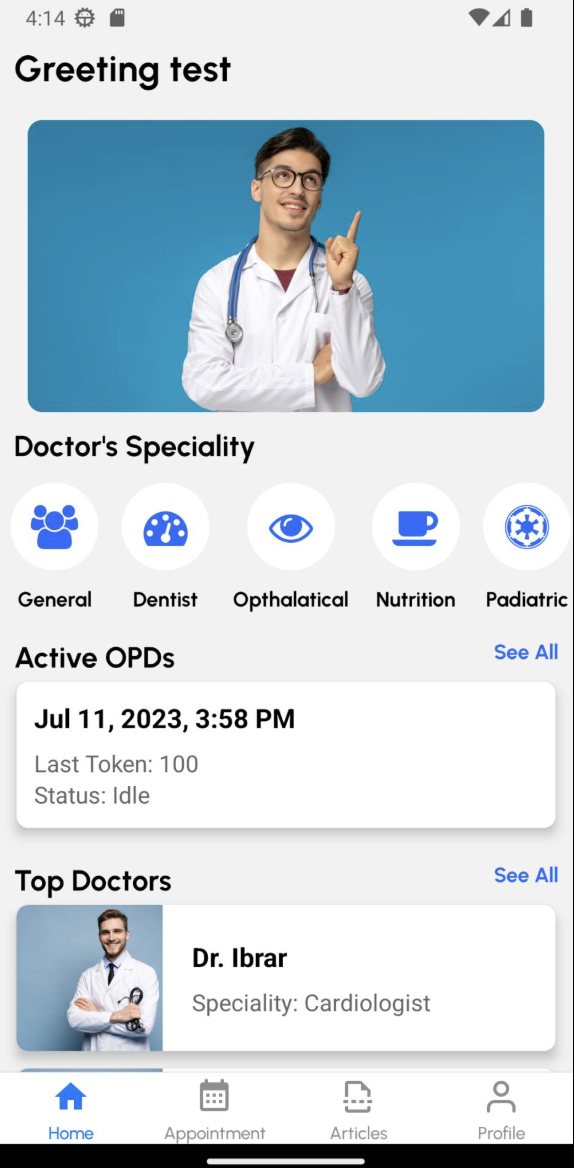 4:14
Greeting test
Doctor's Speciality
General Dentist Opthalatical Nutrition Padiatric
Active OPDs See All
Jul 11, 2023, 3:58 PM
Last Token: 100
Status: Idle
Top Doctors See All
Dr. Ibrar
Speciality: Cardiologist
Home Appointment Articles Profile